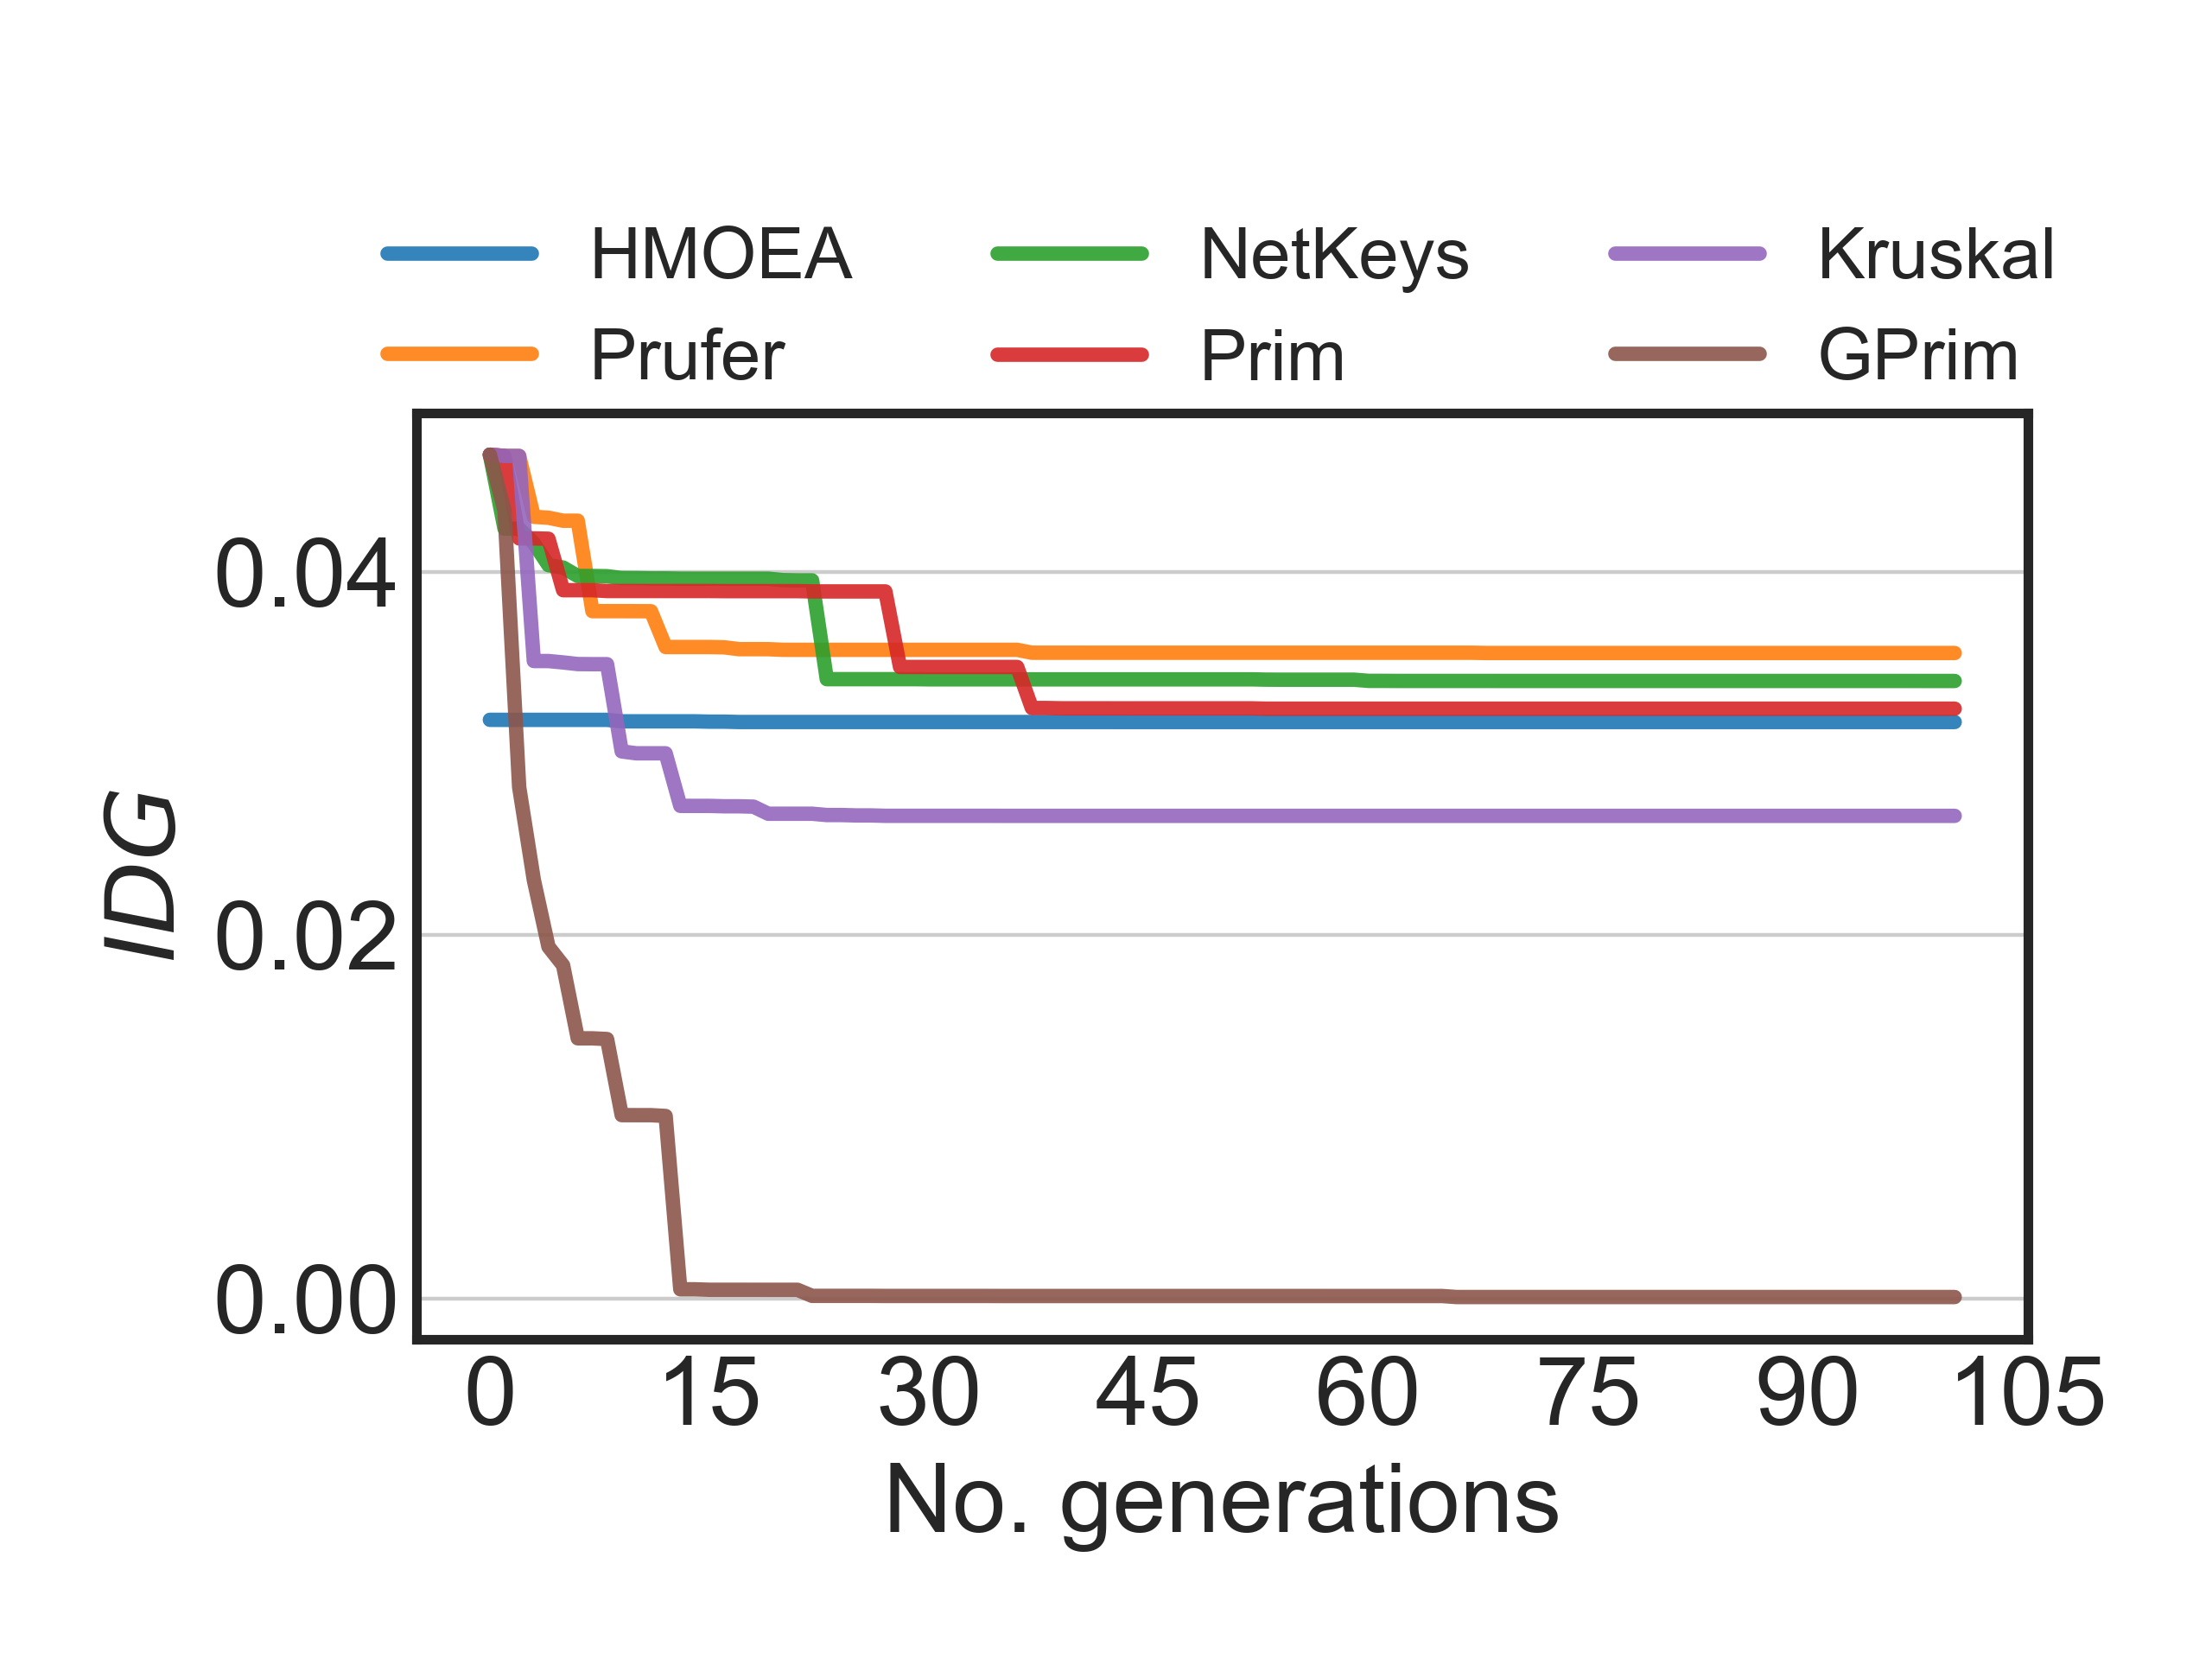 HMOEA NetKeys Kruskal
Prufer Prim GPrim
0.04
0.02
0.00
IDG
0 15 30 45 60 75 90 105
No. generations